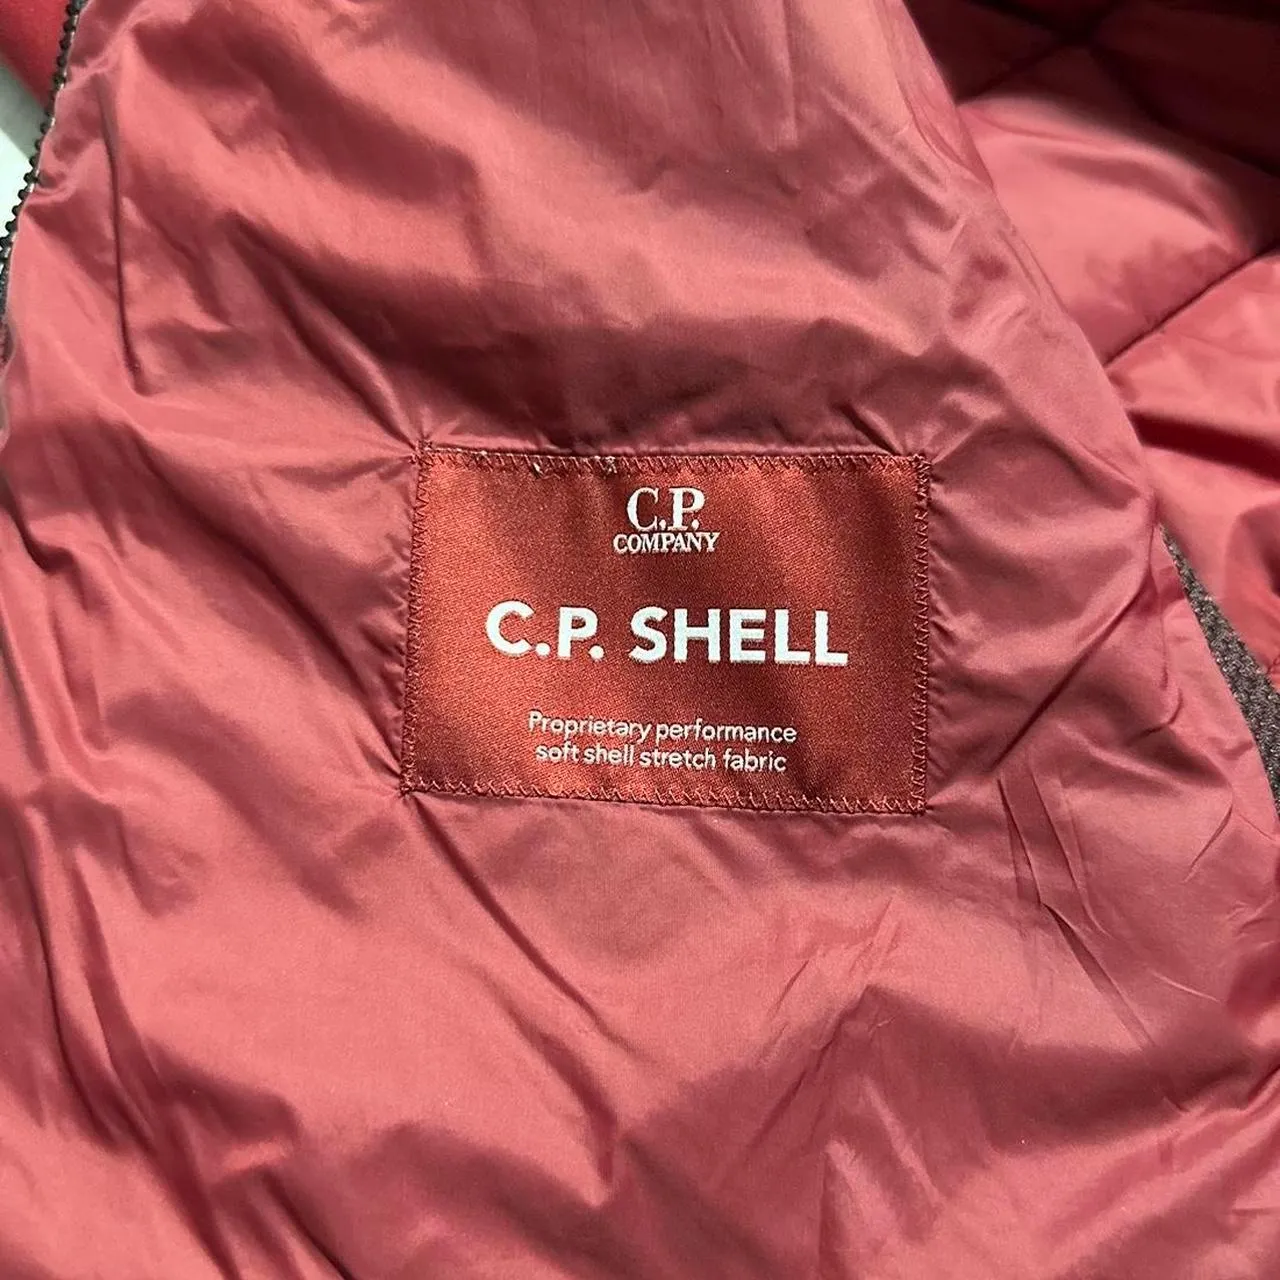 C.P.
COMPANY
C.P. SHELL
Proprietary performance
soft shell stretch fabric